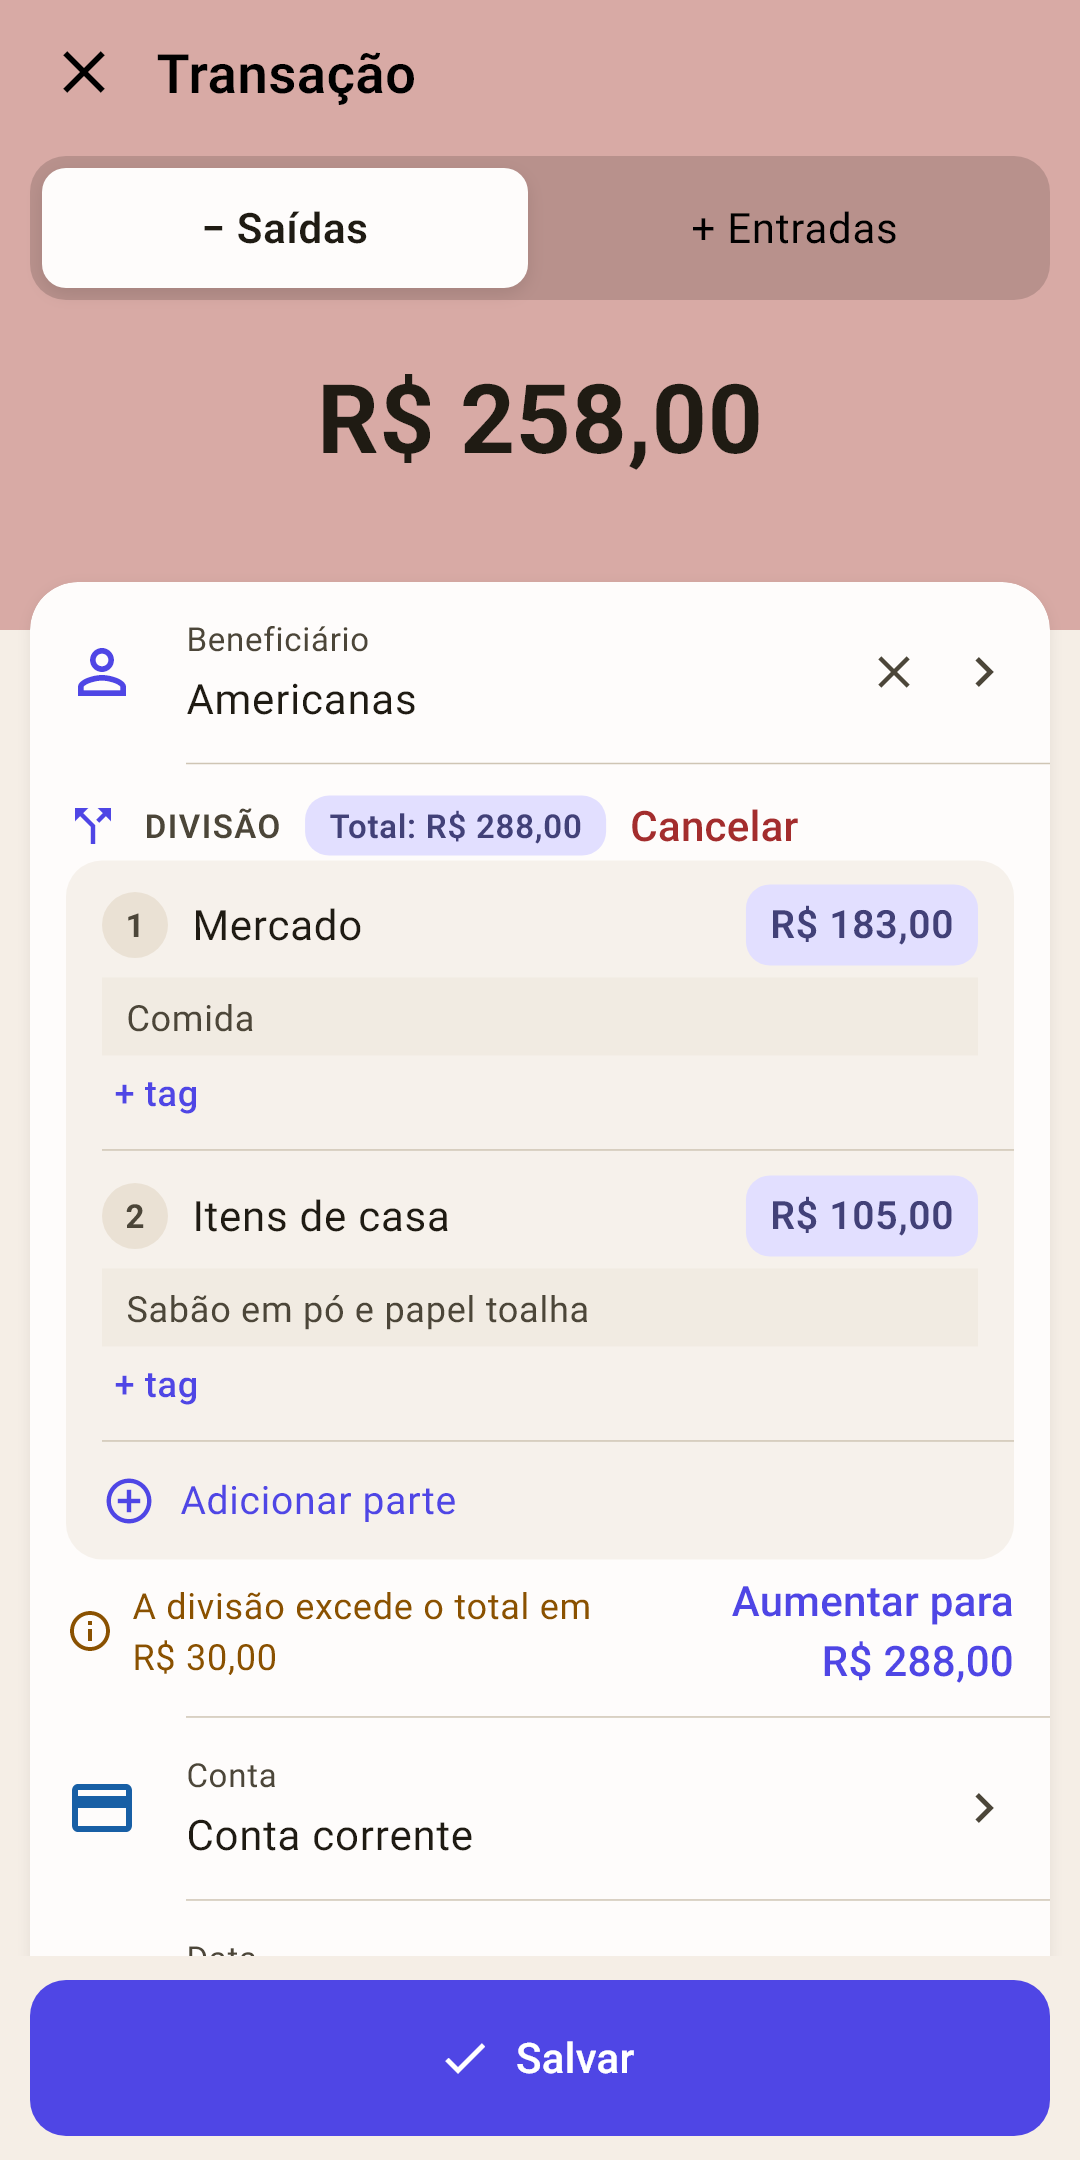 Transação
− Saídas
+ Entradas
R$ 258,00
Beneficiário
Americanas
DIVISÃO
Total: R$ 288,00
Cancelar
1
Mercado
R$ 183,00
Comida
+ tag
2
Itens de casa
R$ 105,00
Sabão em pó e papel toalha
+ tag
Adicionar parte
A divisão excede o total em
R$ 30,00
Aumentar para
R$ 288,00
Conta
Conta corrente
Data
Salvar